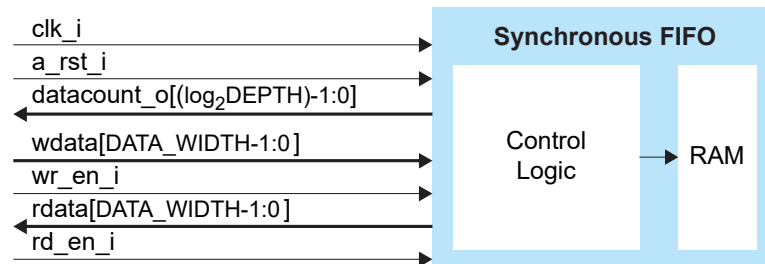 clk_i
a_rst_i
datacount_o[(log₂DEPTH)-1:0]
wdata[DATA_WIDTH-1:0]
wr_en_i
rdata[DATA_WIDTH-1:0]
rd_en_i
Synchronous FIFO
Control
Logic
RAM